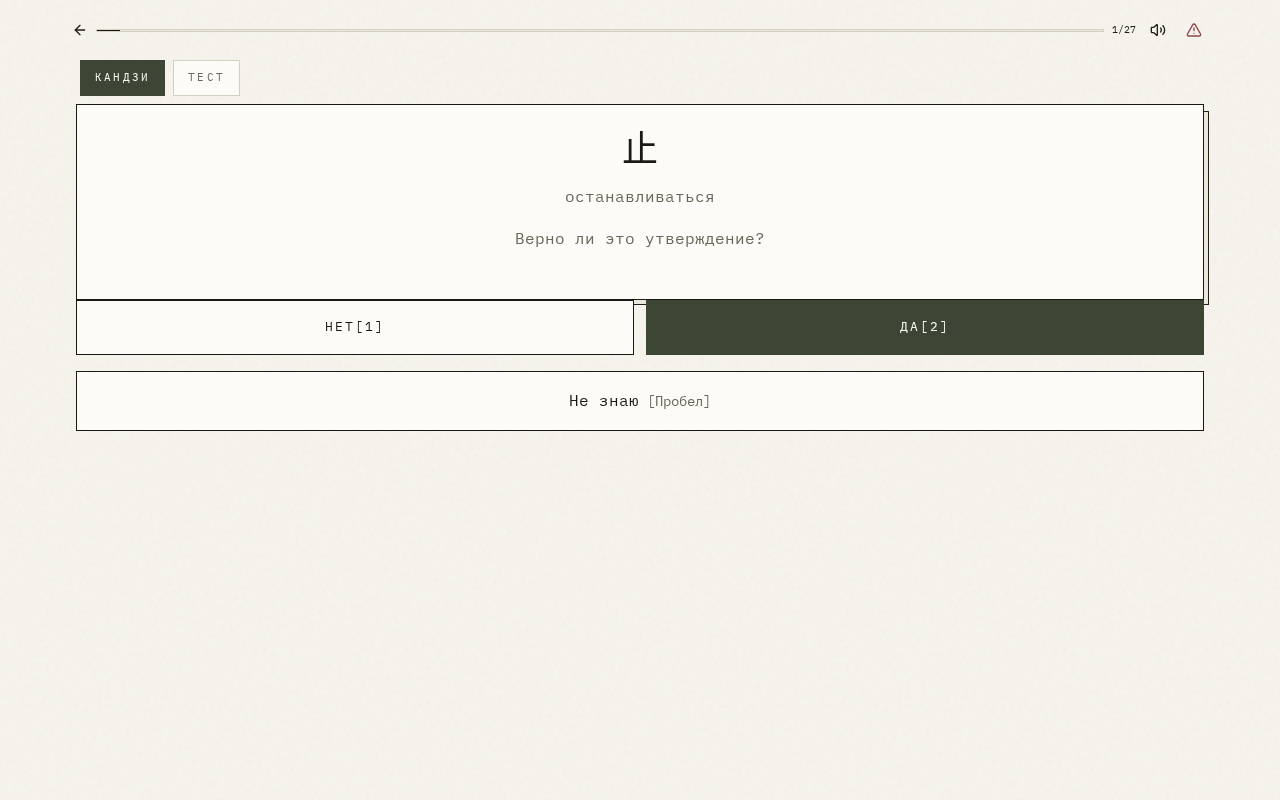 1/27
КАНДЗИ
ТЕСТ
止
останавливаться
Верно ли это утверждение?
НЕТ[1]
ДА[2]
Не знаю [Пробел]